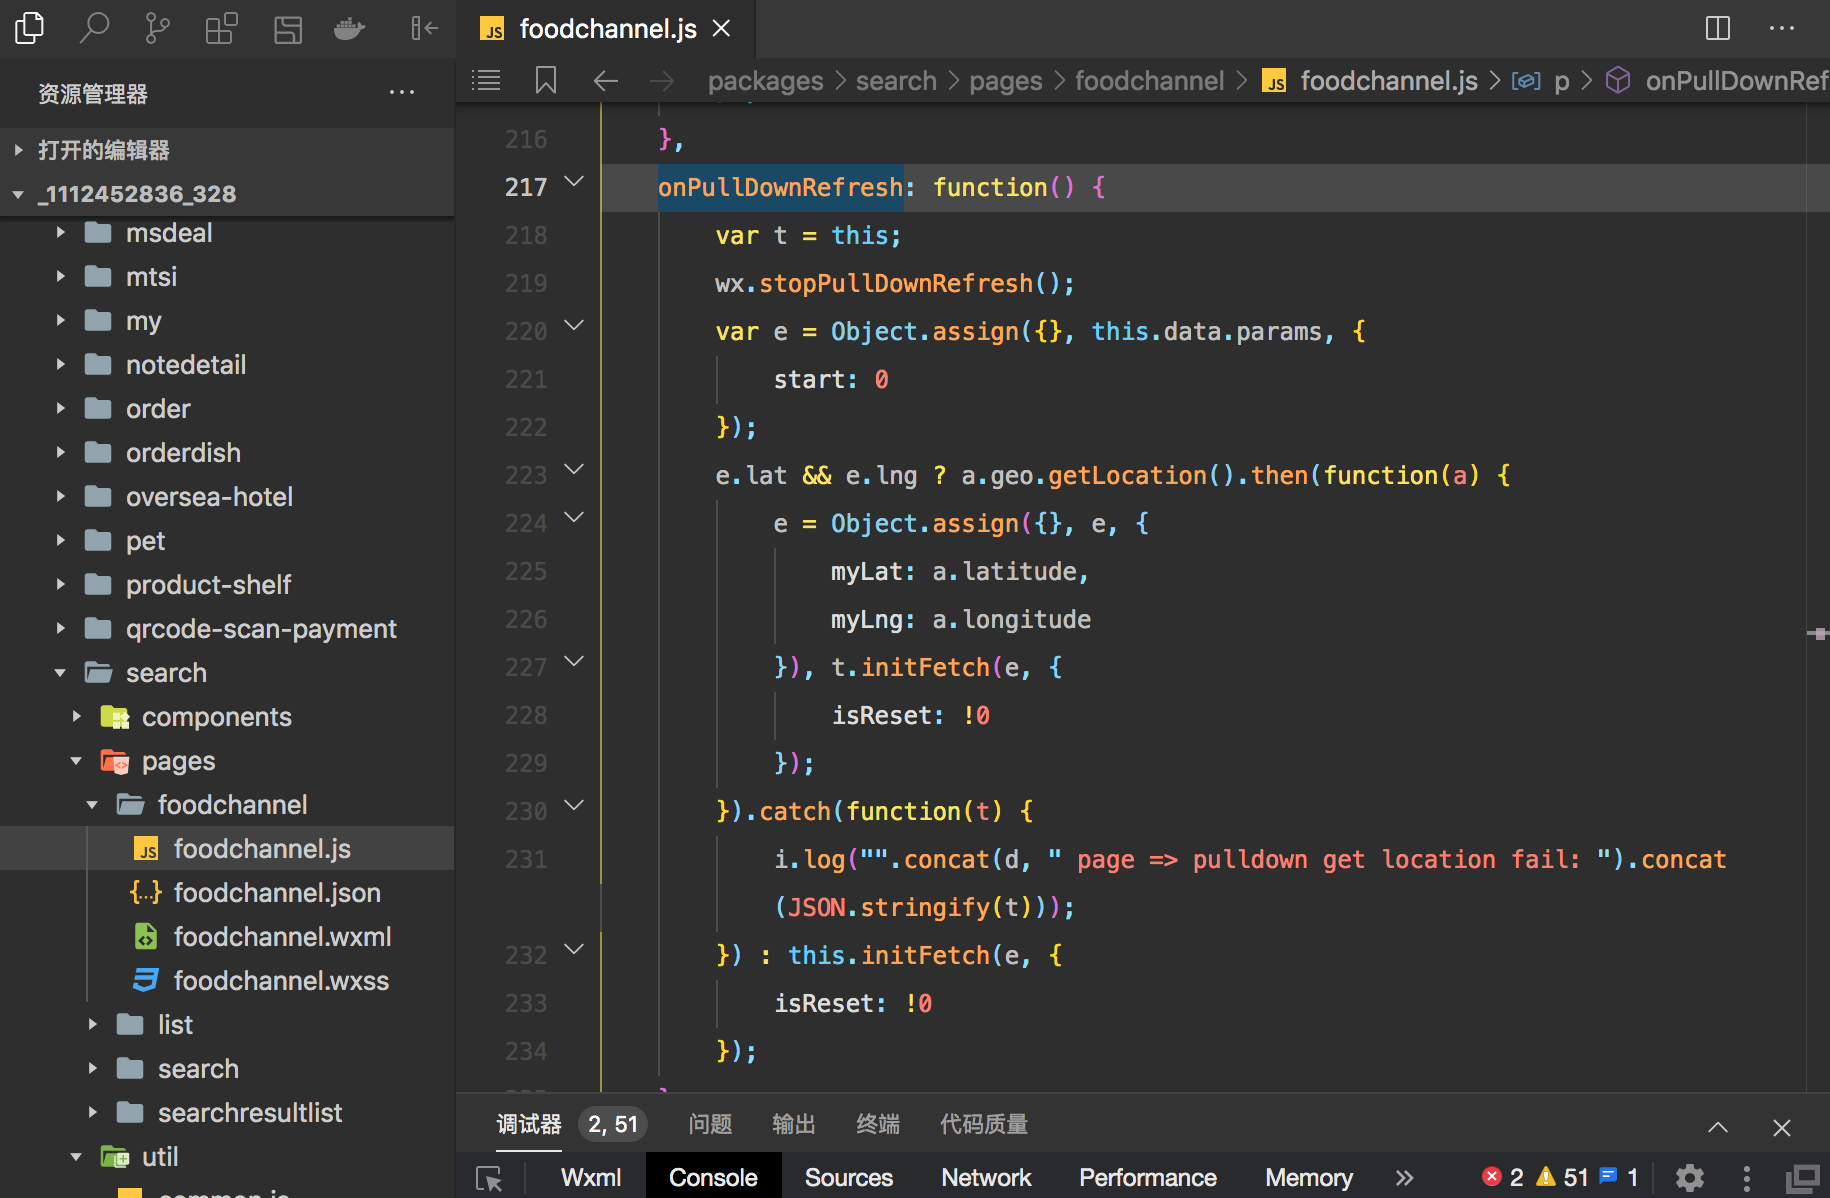 foodchannel.js
资源管理器
打开的编辑器
_1112452836_328
msdeal
mtsi
my
notedetail
order
orderdish
oversea-hotel
pet
product-shelf
qrcode-scan-payment
search
components
pages
foodchannel
JS foodchannel.js
{..} foodchannel.json
foodchannel.wxml
foodchannel.wxss
list
search
searchresultlist
util
packages > search > pages > foodchannel > JS foodchannel.js > p > onPullDownRef
216 },
217 onPullDownRefresh: function() {
218 var t = this;
219 wx.stopPullDownRefresh();
220 var e = Object.assign({}, this.data.params, {
221 start: 0
222 });
223 e.lat && e.lng ? a.geo.getLocation().then(function(a) {
224 e = Object.assign({}, e, {
225 myLat: a.latitude,
226 myLng: a.longitude
227 }), t.initFetch(e, {
228 isReset: !0
229 });
230 }).catch(function(t) {
231 i.log("".concat(d, " page => pulldown get location fail: ").concat
(JSON.stringify(t)));
232 }) : this.initFetch(e, {
233 isReset: !0
234 });
调试器 2, 51 问题 输出 终端 代码质量
Wxml Console Sources Network Performance Memory » 2 51 1